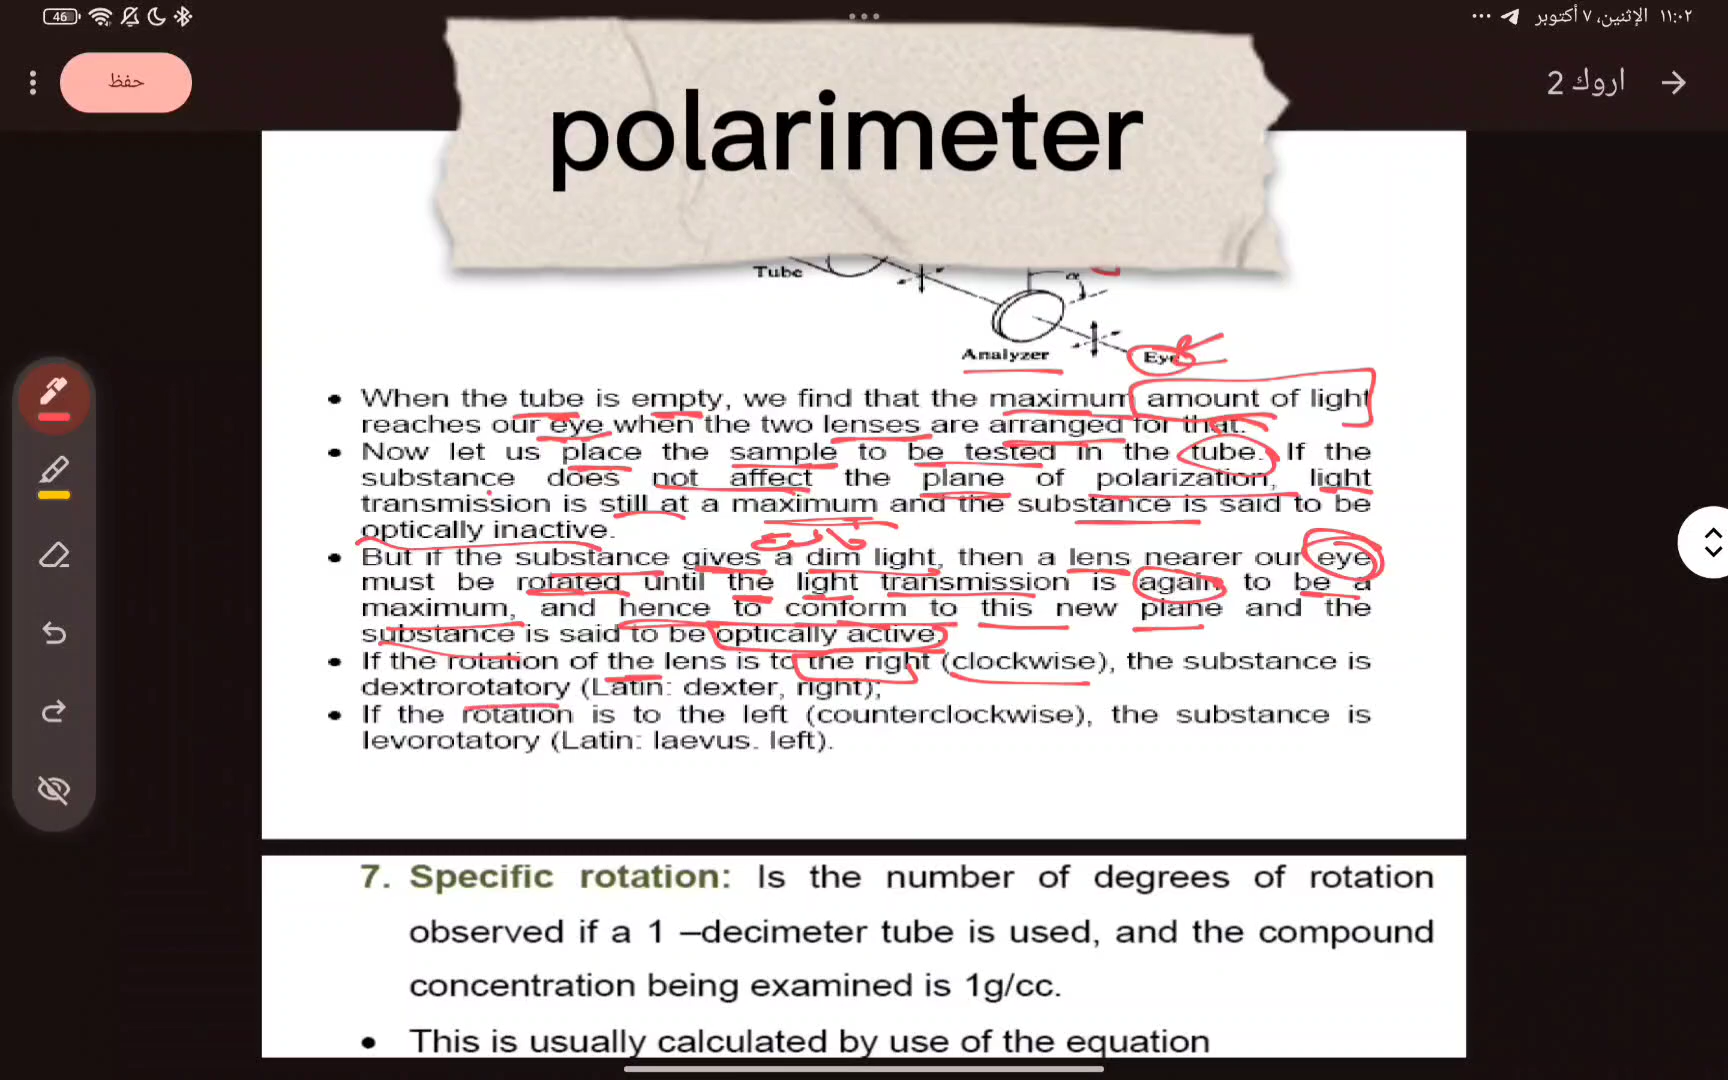 46
١١:٠٢ الإثنين، ٧ أكتوبر
حفظ
اروك 2
polarimeter
Tube
α
Analyzer
Eye
• When the tube is empty, we find that the maximum amount of light
reaches our eye when the two lenses are arranged for that.
• Now let us place the sample to be tested in the tube. If the
substance does not affect the plane of polarization, light
transmission is still at a maximum and the substance is said to be
optically inactive.
• But if the substance gives a dim light, then a lens nearer our eye
must be rotated until the light transmission is again to be a
maximum, and hence to conform to this new plane and the
substance is said to be optically active.
• If the rotation of the lens is to the right (clockwise), the substance is
dextrorotatory (Latin: dexter, right);
• If the rotation is to the left (counterclockwise), the substance is
levorotatory (Latin: laevus. left).
7. Specific rotation: Is the number of degrees of rotation
observed if a 1 –decimeter tube is used, and the compound
concentration being examined is 1g/cc.
• This is usually calculated by use of the equation